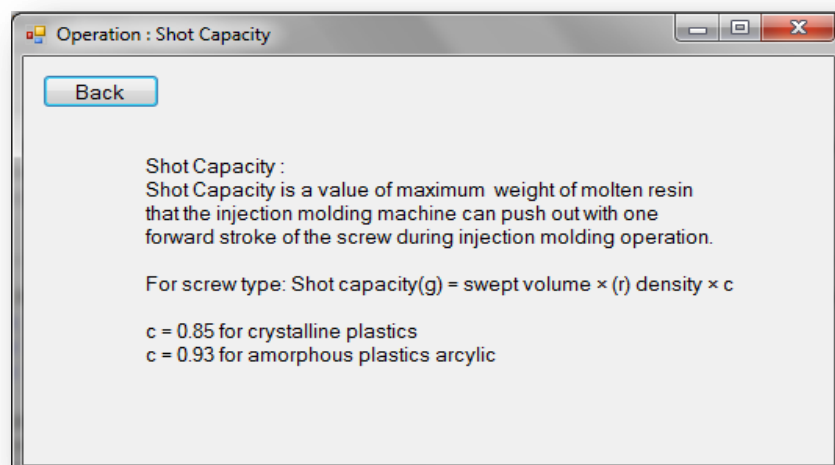 Operation : Shot Capacity
Back
Shot Capacity :
Shot Capacity is a value of maximum weight of molten resin
that the injection molding machine can push out with one
forward stroke of the screw during injection molding operation.
For screw type: Shot capacity(g) = swept volume × (r) density × c
c = 0.85 for crystalline plastics
c = 0.93 for amorphous plastics arcylic